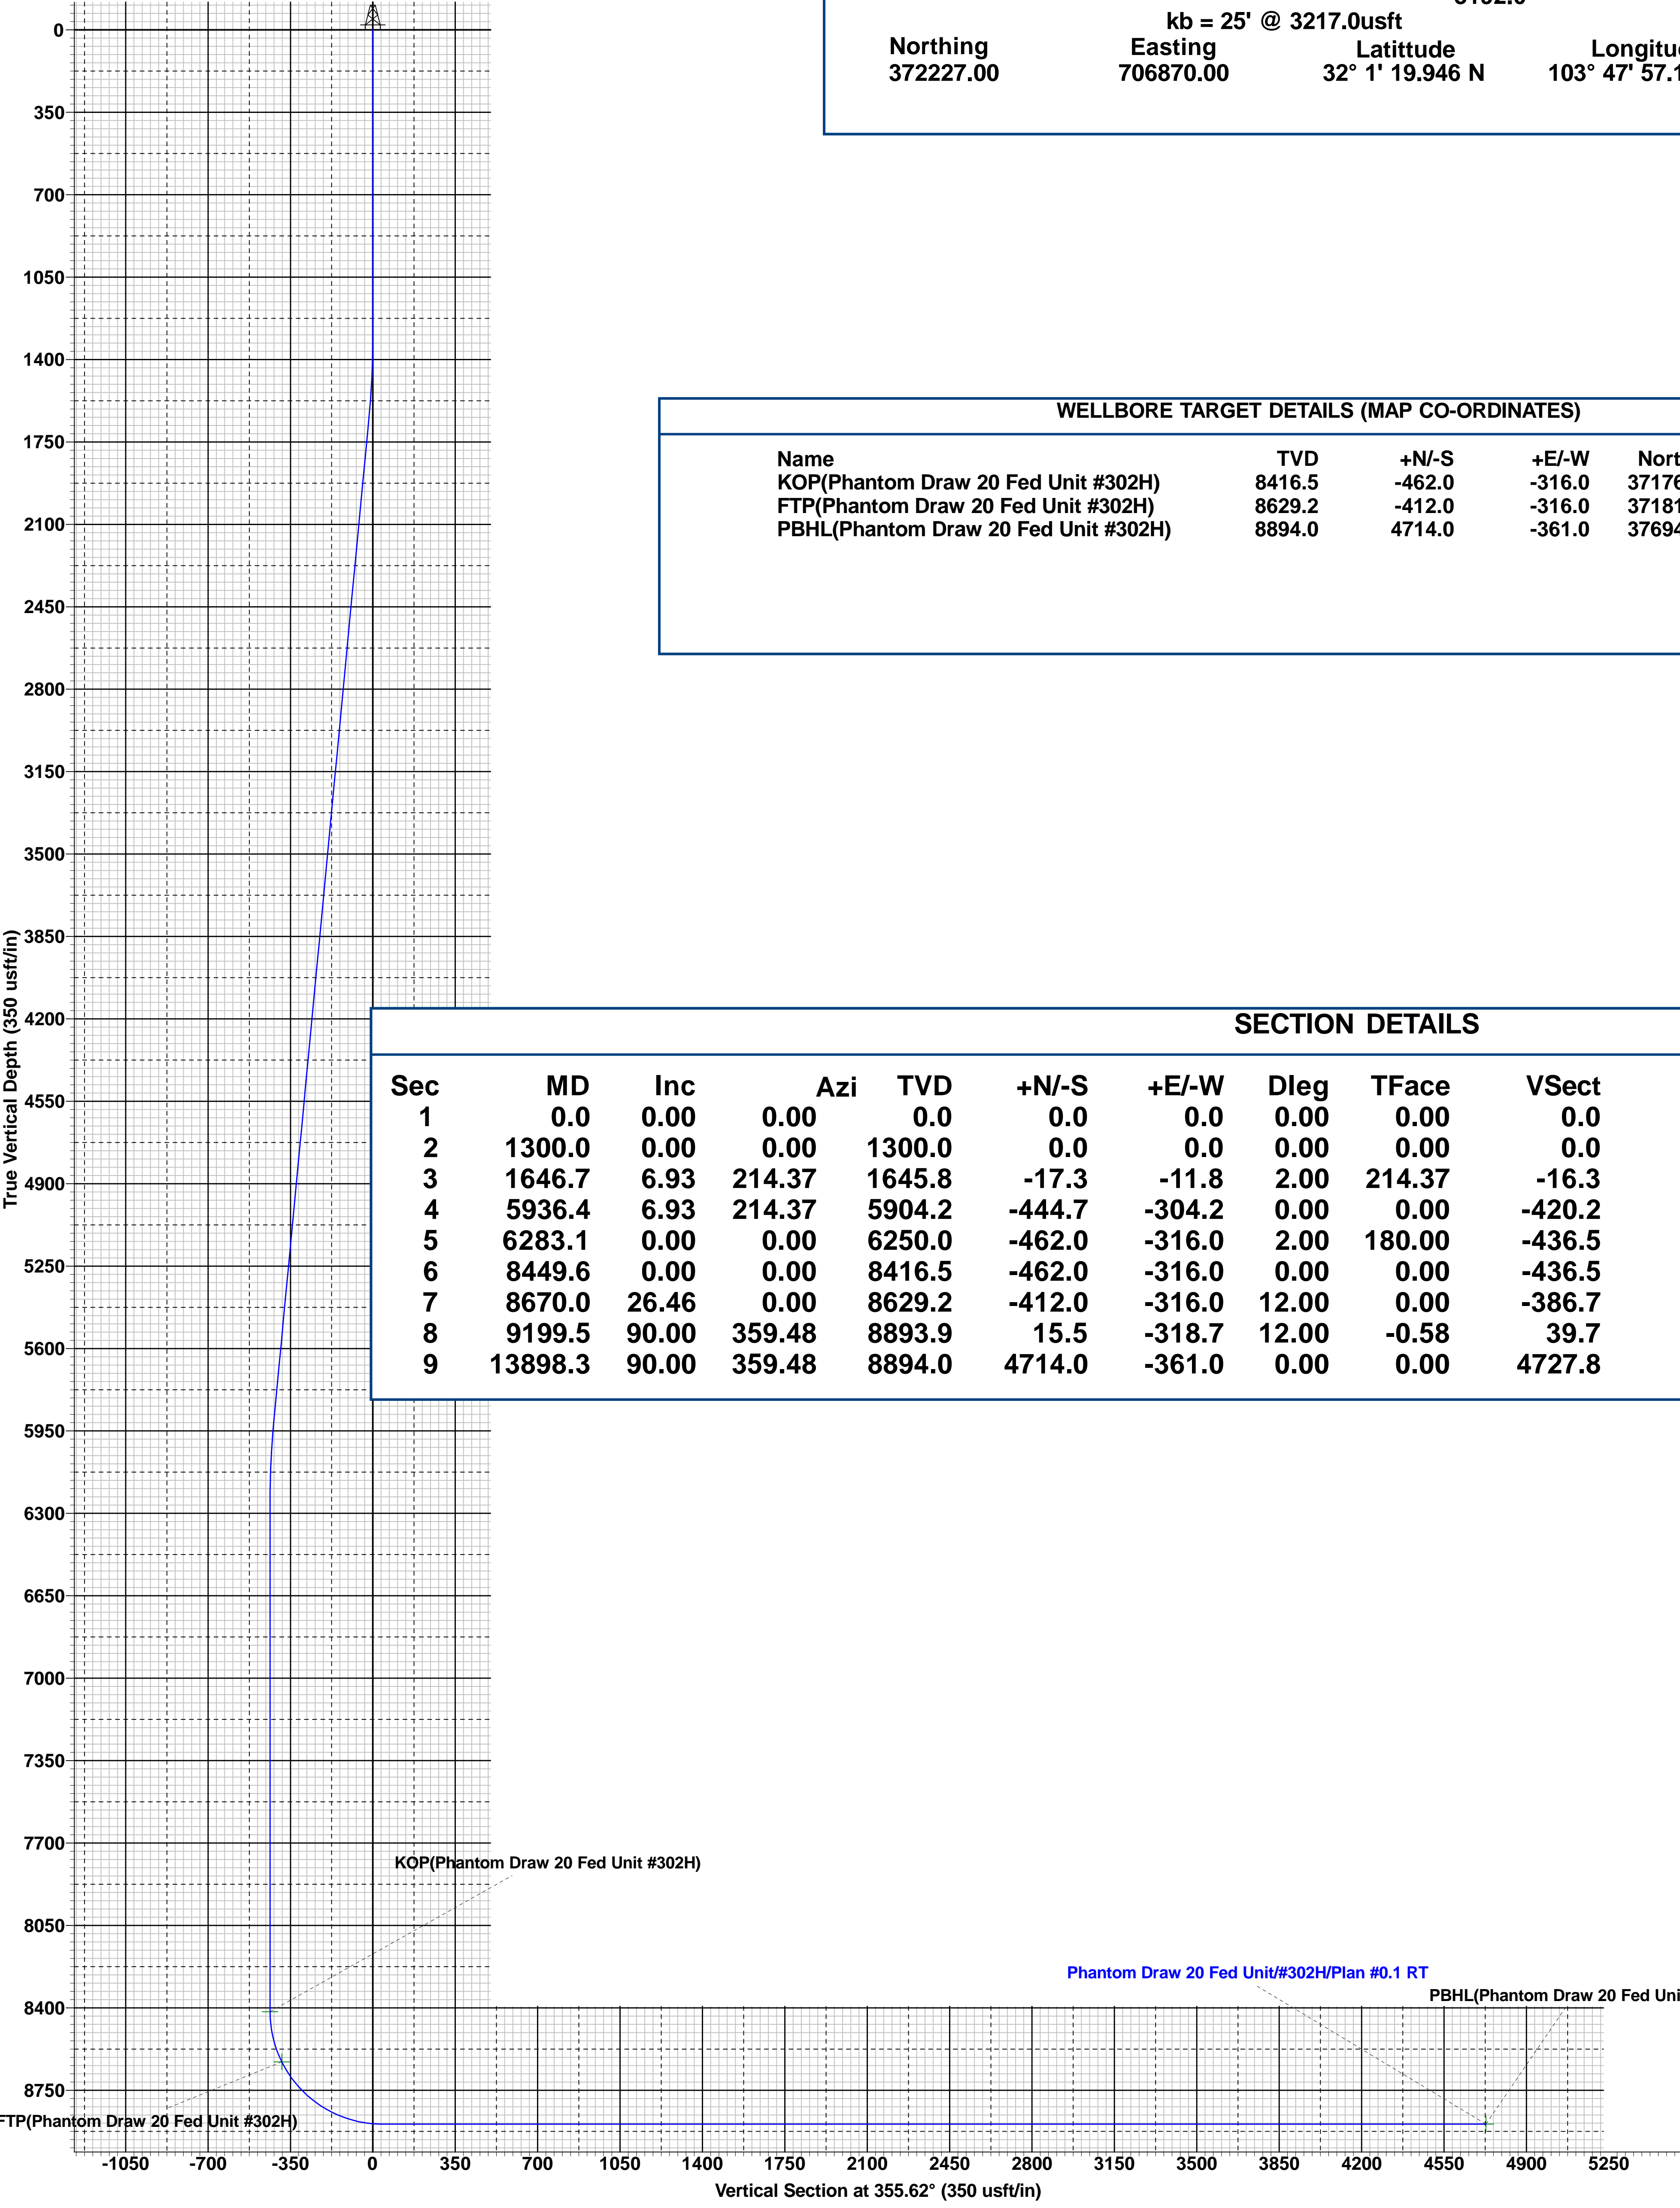 kb = 25' @ 3217.0usft
Northing Easting Latittude
372227.00 706870.00 32° 1' 19.946 N 103° 47'
WELLBORE TARGET DETAILS (MAP CO-ORDINATES)
Name TVD +N/-S +E/-W
KOP(Phantom Draw 20 Fed Unit #302H) 8416.5 -462.0 -316.0
FTP(Phantom Draw 20 Fed Unit #302H) 8629.2 -412.0 -316.0
PBHL(Phantom Draw 20 Fed Unit #302H) 8894.0 4714.0 -361.0
SECTION DETAILS
Sec MD Inc Azi TVD +N/-S +E/-W Dleg TFace VSect
1 0.0 0.00 0.00 0.0 0.0 0.0 0.00 0.00 0.0
2 1300.0 0.00 0.00 1300.0 0.0 0.0 0.00 0.00 0.0
3 1646.7 6.93 214.37 1645.8 -17.3 -11.8 2.00 214.37 -16.3
4 5936.4 6.93 214.37 5904.2 -444.7 -304.2 0.00 0.00 -420.2
5 6283.1 0.00 0.00 6250.0 -462.0 -316.0 2.00 180.00 -436.5
6 8449.6 0.00 0.00 8416.5 -462.0 -316.0 0.00 0.00 -436.5
7 8670.0 26.46 0.00 8629.2 -412.0 -316.0 12.00 0.00 -386.7
8 9199.5 90.00 359.48 8893.9 15.5 -318.7 12.00 -0.58 39.7
9 13898.3 90.00 359.48 8894.0 4714.0 -361.0 0.00 0.00 4727.8
True Vertical Depth (350 usft/in)
0
350
700
1050
1400
1750
2100
2450
2800
3150
3500
3850
4200
4550
4900
5250
5600
5950
6300
6650
7000
7350
7700
8050
8400
8750
KOP(Phantom Draw 20 Fed Unit #302H)
Phantom Draw 20 Fed Unit/#302H/Plan #0.1 RT
PBHL(Phantom Draw 20 Fed
FTP(Phantom Draw 20 Fed Unit #302H)
-1050 -700 -350 0 350 700 1050 1400 1750 2100 2450 2800 3150 3500 3850 4200 4550 4900 5250
Vertical Section at 355.62° (350 usft/in)